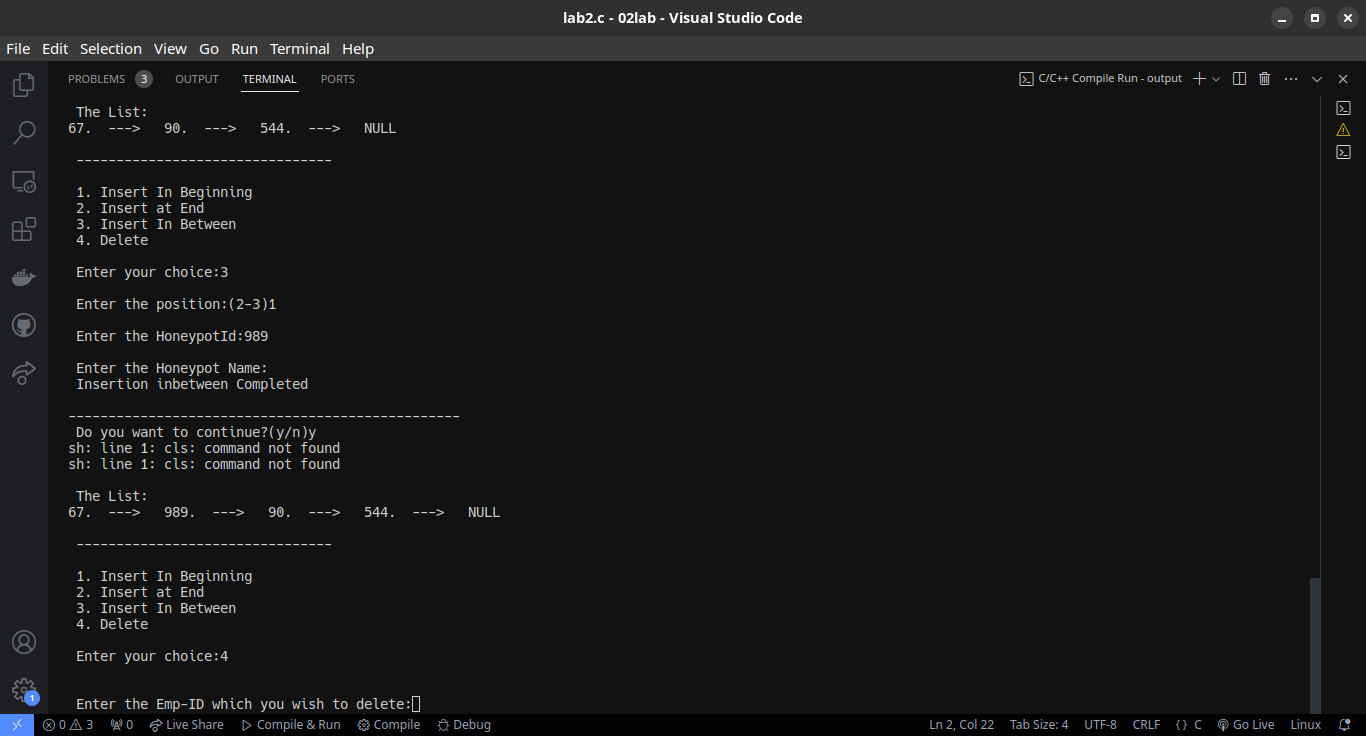 lab2.c - 02lab - Visual Studio Code
File Edit Selection View Go Run Terminal Help
PROBLEMS 3 OUTPUT TERMINAL PORTS C/C++ Compile Run - output
The List:
67. ---> 90. ---> 544. ---> NULL
--------------------------------
1. Insert In Beginning
2. Insert at End
3. Insert In Between
4. Delete
Enter your choice:3
Enter the position:(2-3)1
Enter the HoneypotId:989
Enter the Honeypot Name:
Insertion inbetween Completed
-------------------------------------------------
Do you want to continue?(y/n)y
sh: line 1: cls: command not found
sh: line 1: cls: command not found
The List:
67. ---> 989. ---> 90. ---> 544. ---> NULL
--------------------------------
1. Insert In Beginning
2. Insert at End
3. Insert In Between
4. Delete
Enter your choice:4
Enter the Emp-ID which you wish to delete:
1
0 3 0 Live Share Compile & Run Compile Debug Ln 2, Col 22 Tab Size: 4 UTF-8 CRLF { } C Go Live Linux